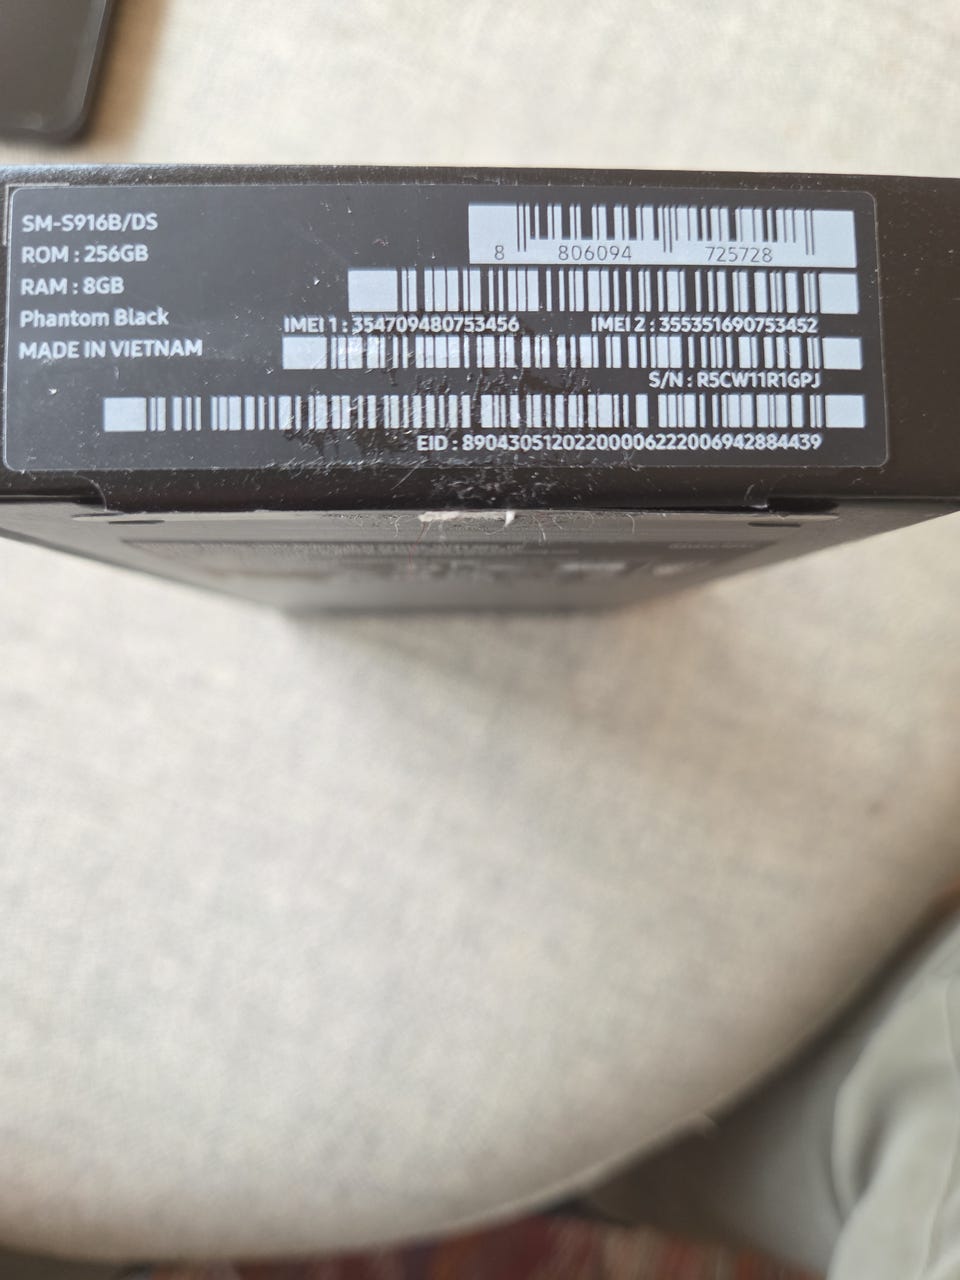 SM-S916B/DS
ROM : 256GB
RAM : 8GB
Phantom Black
MADE IN VIETNAM
8 806094 725728
IMEI 1 : 354709480753456 IMEI 2 : 355351690753452
S/N : R5CW11R1GPJ
EID : 89043051202200006222006942884439